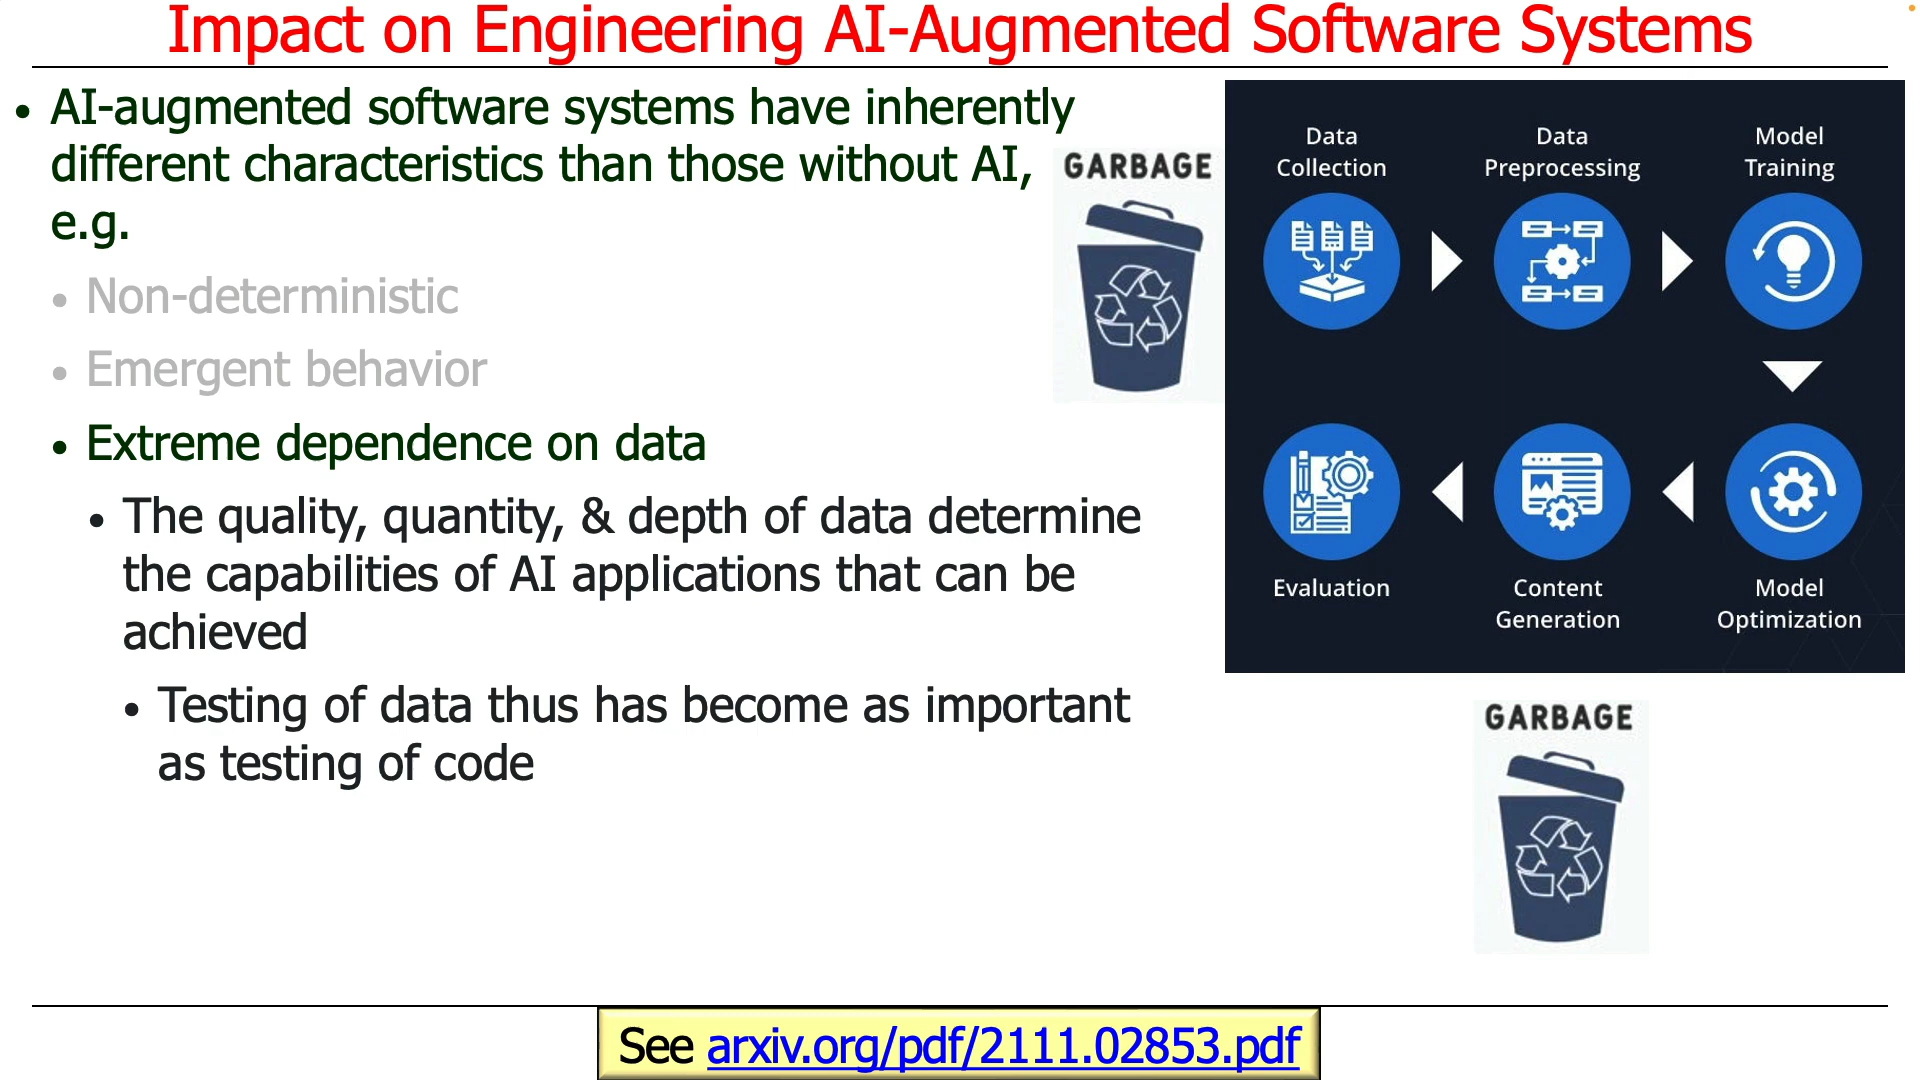 Impact on Engineering AI-Augmented Software Systems
• AI-augmented software systems have inherently
different characteristics than those without AI,
e.g.
• Non-deterministic
• Emergent behavior
• Extreme dependence on data
• The quality, quantity, & depth of data determine
the capabilities of AI applications that can be
achieved
• Testing of data thus has become as important
as testing of code
GARBAGE
Data
Collection
Data
Preprocessing
Model
Training
Evaluation
Content
Generation
Model
Optimization
GARBAGE
See arxiv.org/pdf/2111.02853.pdf